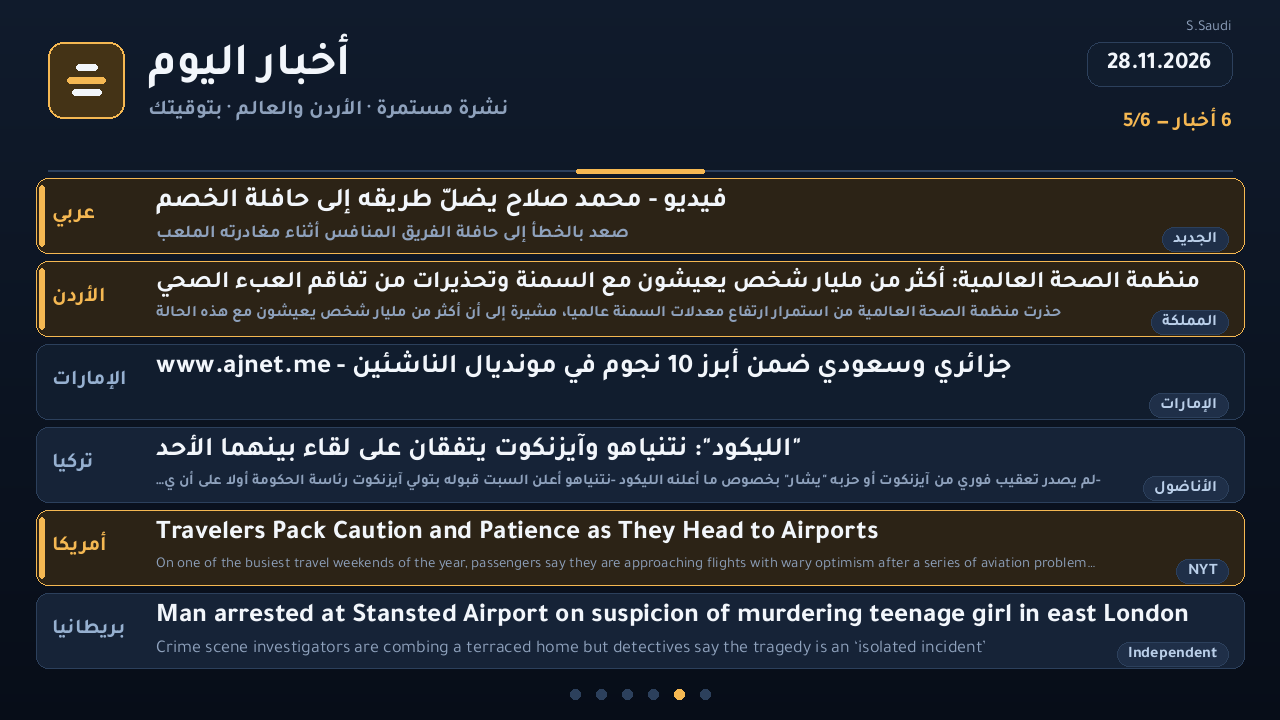 S.Saudi
أخبار اليوم
28.11.2026
نشرة مستمرة · الأردن والعالم · بتوقيتك
6 أخبار — 5/6
عربي
فيديو - محمد صلاح يضلّ طريقه إلى حافلة الخصم
صعد بالخطأ إلى حافلة الفريق المنافس أثناء مغادرته الملعب
الجديد
الأردن
منظمة الصحة العالمية: أكثر من مليار شخص يعيشون مع السمنة وتحذيرات من تفاقم العبء الصحي
حذرت منظمة الصحة العالمية من استمرار ارتفاع معدلات السمنة عالميا، مشيرة إلى أن أكثر من مليار شخص يعيشون مع هذه الحالة
المملكة
الإمارات
جزائري وسعودي ضمن أبرز 10 نجوم في مونديال الناشئين - www.ajnet.me
الإمارات
تركيا
"الليكود": نتنياهو وآيزنكوت يتفقان على لقاء بينهما الأحد
-لم يصدر تعقيب فوري من آيزنكوت أو حزبه "يشار" بخصوص ما أعلنه الليكود -نتنياهو أعلن السبت قبوله بتولي آيزنكوت رئاسة الحكومة أولا على أن ي…
الأناضول
أمريكا
Travelers Pack Caution and Patience as They Head to Airports
On one of the busiest travel weekends of the year, passengers say they are approaching flights with wary optimism after a series of aviation problem…
NYT
بريطانيا
Man arrested at Stansted Airport on suspicion of murdering teenage girl in east London
Crime scene investigators are combing a terraced home but detectives say the tragedy is an ‘isolated incident’
Independent